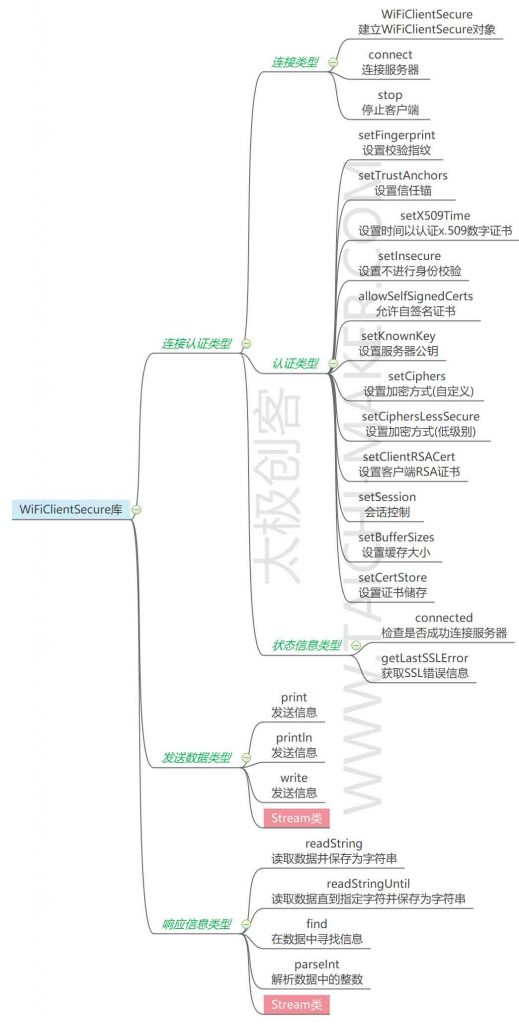 WiFiClientSecure库
连接认证类型
连接类型
WiFiClientSecure
建立WiFiClientSecure对象
connect
连接服务器
stop
停止客户端
认证类型
setFingerprint
设置校验指纹
setTrustAnchors
设置信任锚
setX509Time
设置时间以认证x.509数字证书
setInsecure
设置不进行身份校验
allowSelfSignedCerts
允许自签名证书
setKnownKey
设置服务器公钥
setCiphers
设置加密方式(自定义)
setCiphersLessSecure
设置加密方式(低级别)
setClientRSACert
设置客户端RSA证书
setSession
会话控制
setBufferSizes
设置缓存大小
setCertStore
设置证书储存
状态信息类型
connected
检查是否成功连接服务器
getLastSSLError
获取SSL错误信息
发送数据类型
print
发送信息
println
发送信息
write
发送信息
Stream类
响应信息类型
readString
读取数据并保存为字符串
readStringUntil
读取数据直到指定字符并保存为字符串
find
在数据中寻找信息
parseInt
解析数据中的整数
Stream类
太极创客
WWW.TAICHI-MAKER.COM